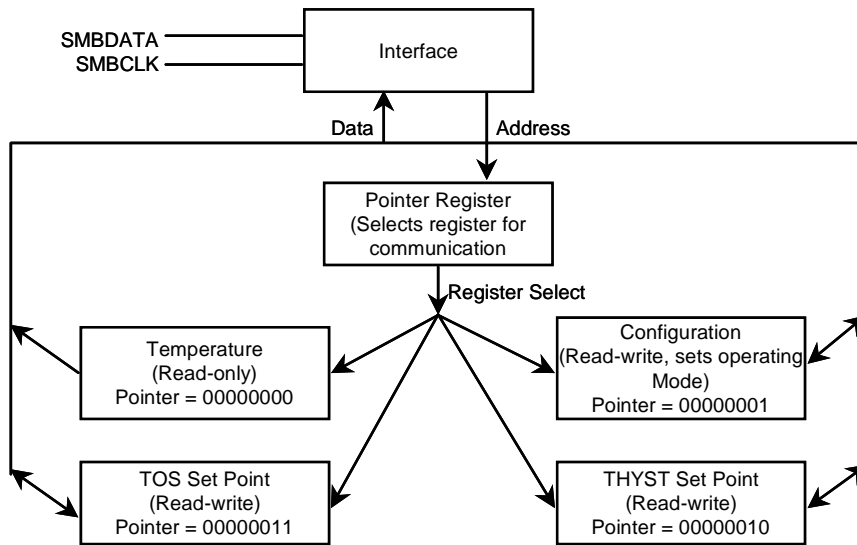 SMBDATA
SMBCLK
Interface
Data
Address
Pointer Register
(Selects register for
communication
Register Select
Temperature
(Read-only)
Pointer = 00000000
Configuration
(Read-write, sets operating
Mode)
Pointer = 00000001
TOS Set Point
(Read-write)
Pointer = 00000011
THYST Set Point
(Read-write)
Pointer = 00000010